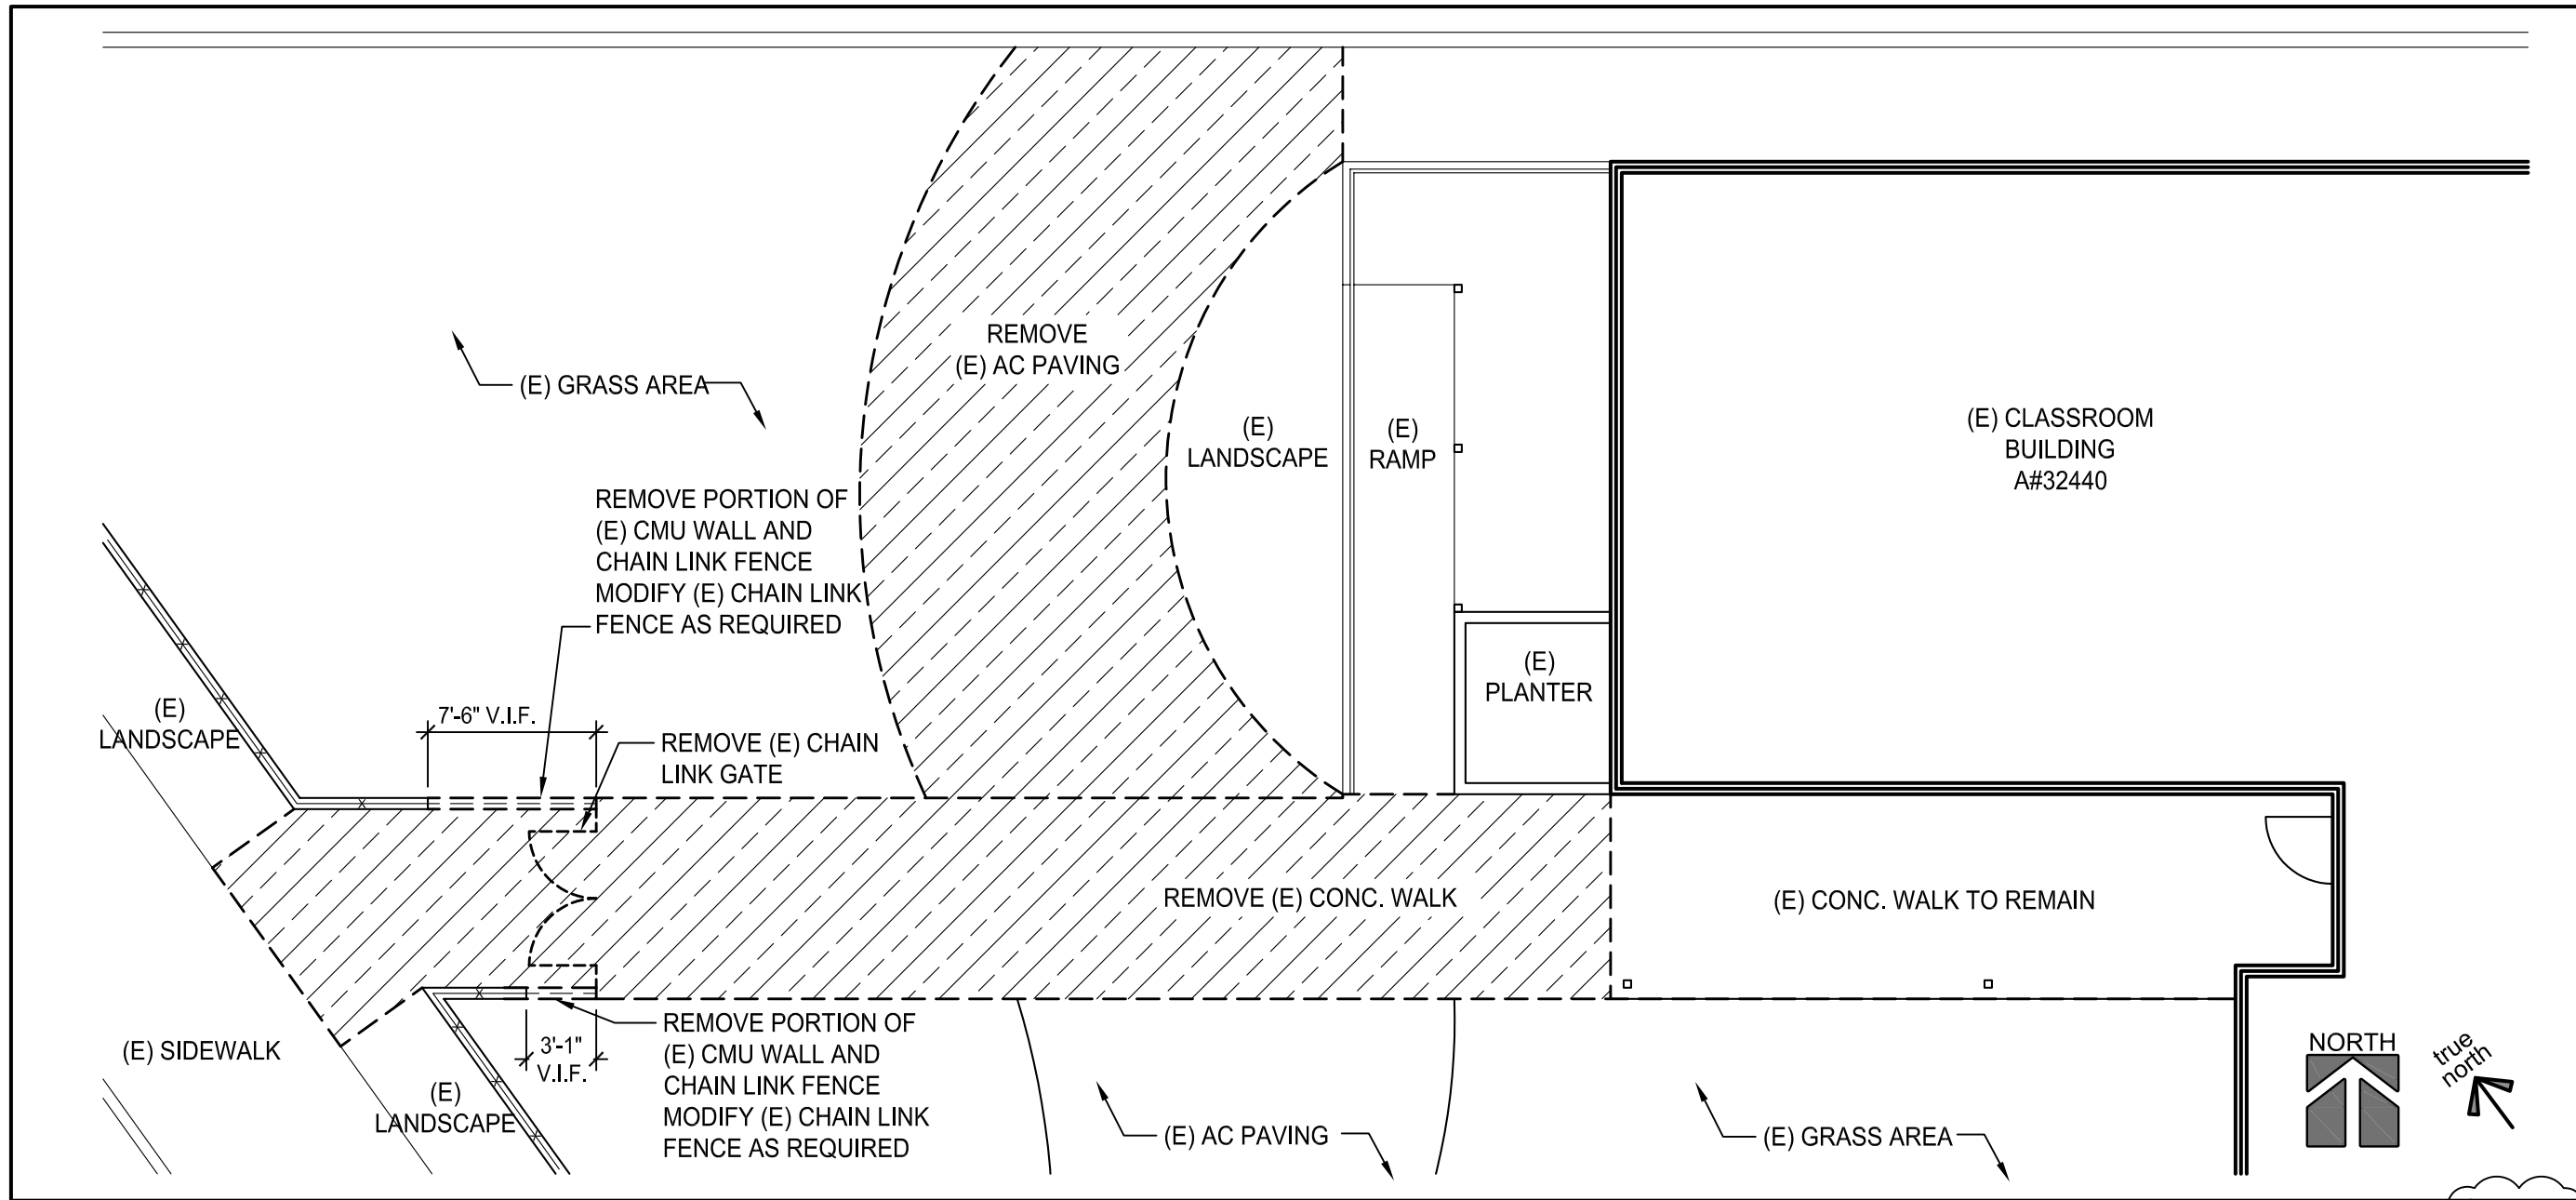 REMOVE
(E) AC PAVING
(E) GRASS AREA
(E)
LANDSCAPE
(E)
RAMP
(E) CLASSROOM
BUILDING
A#32440
REMOVE PORTION OF
(E) CMU WALL AND
CHAIN LINK FENCE
MODIFY (E) CHAIN LINK
FENCE AS REQUIRED
(E)
PLANTER
(E)
LANDSCAPE
7'-6" V.I.F.
REMOVE (E) CHAIN
LINK GATE
REMOVE (E) CONC. WALK
(E) CONC. WALK TO REMAIN
(E) SIDEWALK
3'-1"
V.I.F.
REMOVE PORTION OF
(E) CMU WALL AND
CHAIN LINK FENCE
MODIFY (E) CHAIN LINK
FENCE AS REQUIRED
(E)
LANDSCAPE
(E) AC PAVING
(E) GRASS AREA
NORTH
true
north